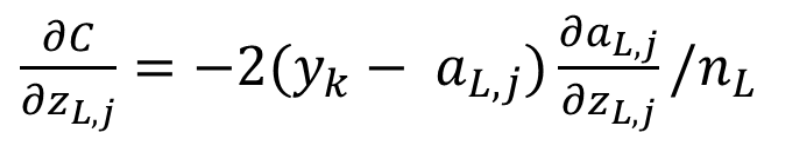 ∂C/∂z_{L,j} = −2(y_k − a_{L,j}) ∂a_{L,j}/∂z_{L,j} /n_L